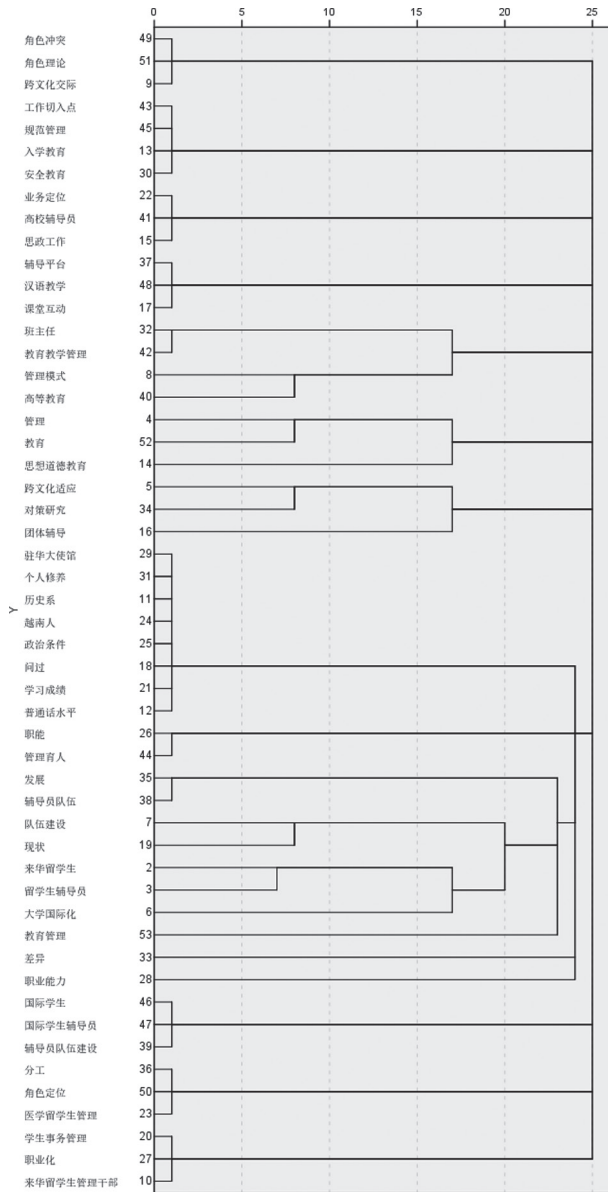 0 5 10 15 20 25
角色冲突 49
角色理论 51
跨文化交际 9
工作切入点 43
规范管理 45
入学教育 13
安全教育 30
业务定位 22
高校辅导员 41
思政工作 15
辅导平台 37
汉语教学 48
课堂互动 17
班主任 32
教育教学管理 42
管理模式 8
高等教育 40
管理 4
教育 52
思想道德教育 14
跨文化适应 5
对策研究 34
团体辅导 16
驻华大使馆 29
个人修养 31
历史系 11
越南人 24
政治条件 25
问过 18
学习成绩 21
普通话水平 12
职能 26
管理育人 44
发展 35
辅导员队伍 38
队伍建设 7
现状 19
来华留学生 2
留学生辅导员 3
大学国际化 6
教育管理 53
差异 33
职业能力 28
国际学生 46
国际学生辅导员 47
辅导员队伍建设 39
分工 36
角色定位 50
医学留学生管理 23
学生事务管理 20
职业化 27
来华留学生管理干部 10
Y